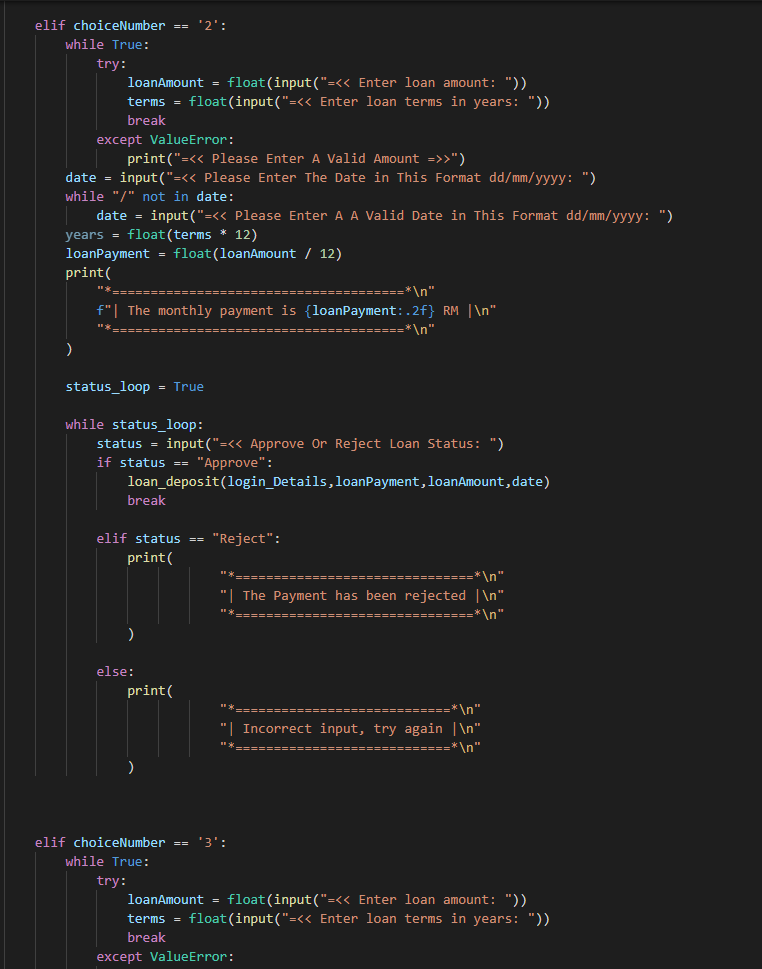 elif choiceNumber == '2':
    while True:
        try:
            loanAmount = float(input("=<< Enter loan amount: "))
            terms = float(input("=<< Enter loan terms in years: "))
            break
        except ValueError:
            print("=<< Please Enter A Valid Amount =>>")
    date = input("=<< Please Enter The Date in This Format dd/mm/yyyy: ")
    while "/" not in date:
        date = input("=<< Please Enter A A Valid Date in This Format dd/mm/yyyy: ")
    years = float(terms * 12)
    loanPayment = float(loanAmount / 12)
    print(
        "*======================================*\n"
        f"| The monthly payment is {loanPayment:.2f} RM |\n"
        "*======================================*\n"
    )
    status_loop = True
    while status_loop:
        status = input("=<< Approve Or Reject Loan Status: ")
        if status == "Approve":
            loan_deposit(login_Details,loanPayment,loanAmount,date)
            break
        elif status == "Reject":
            print(
                        "*===============================*\n"
                        "| The Payment has been rejected |\n"
                        "*===============================*\n"
            )
        else:
            print(
                        "*============================*\n"
                        "| Incorrect input, try again |\n"
                        "*============================*\n"
            )
elif choiceNumber == '3':
    while True:
        try:
            loanAmount = float(input("=<< Enter loan amount: "))
            terms = float(input("=<< Enter loan terms in years: "))
            break
        except ValueError: